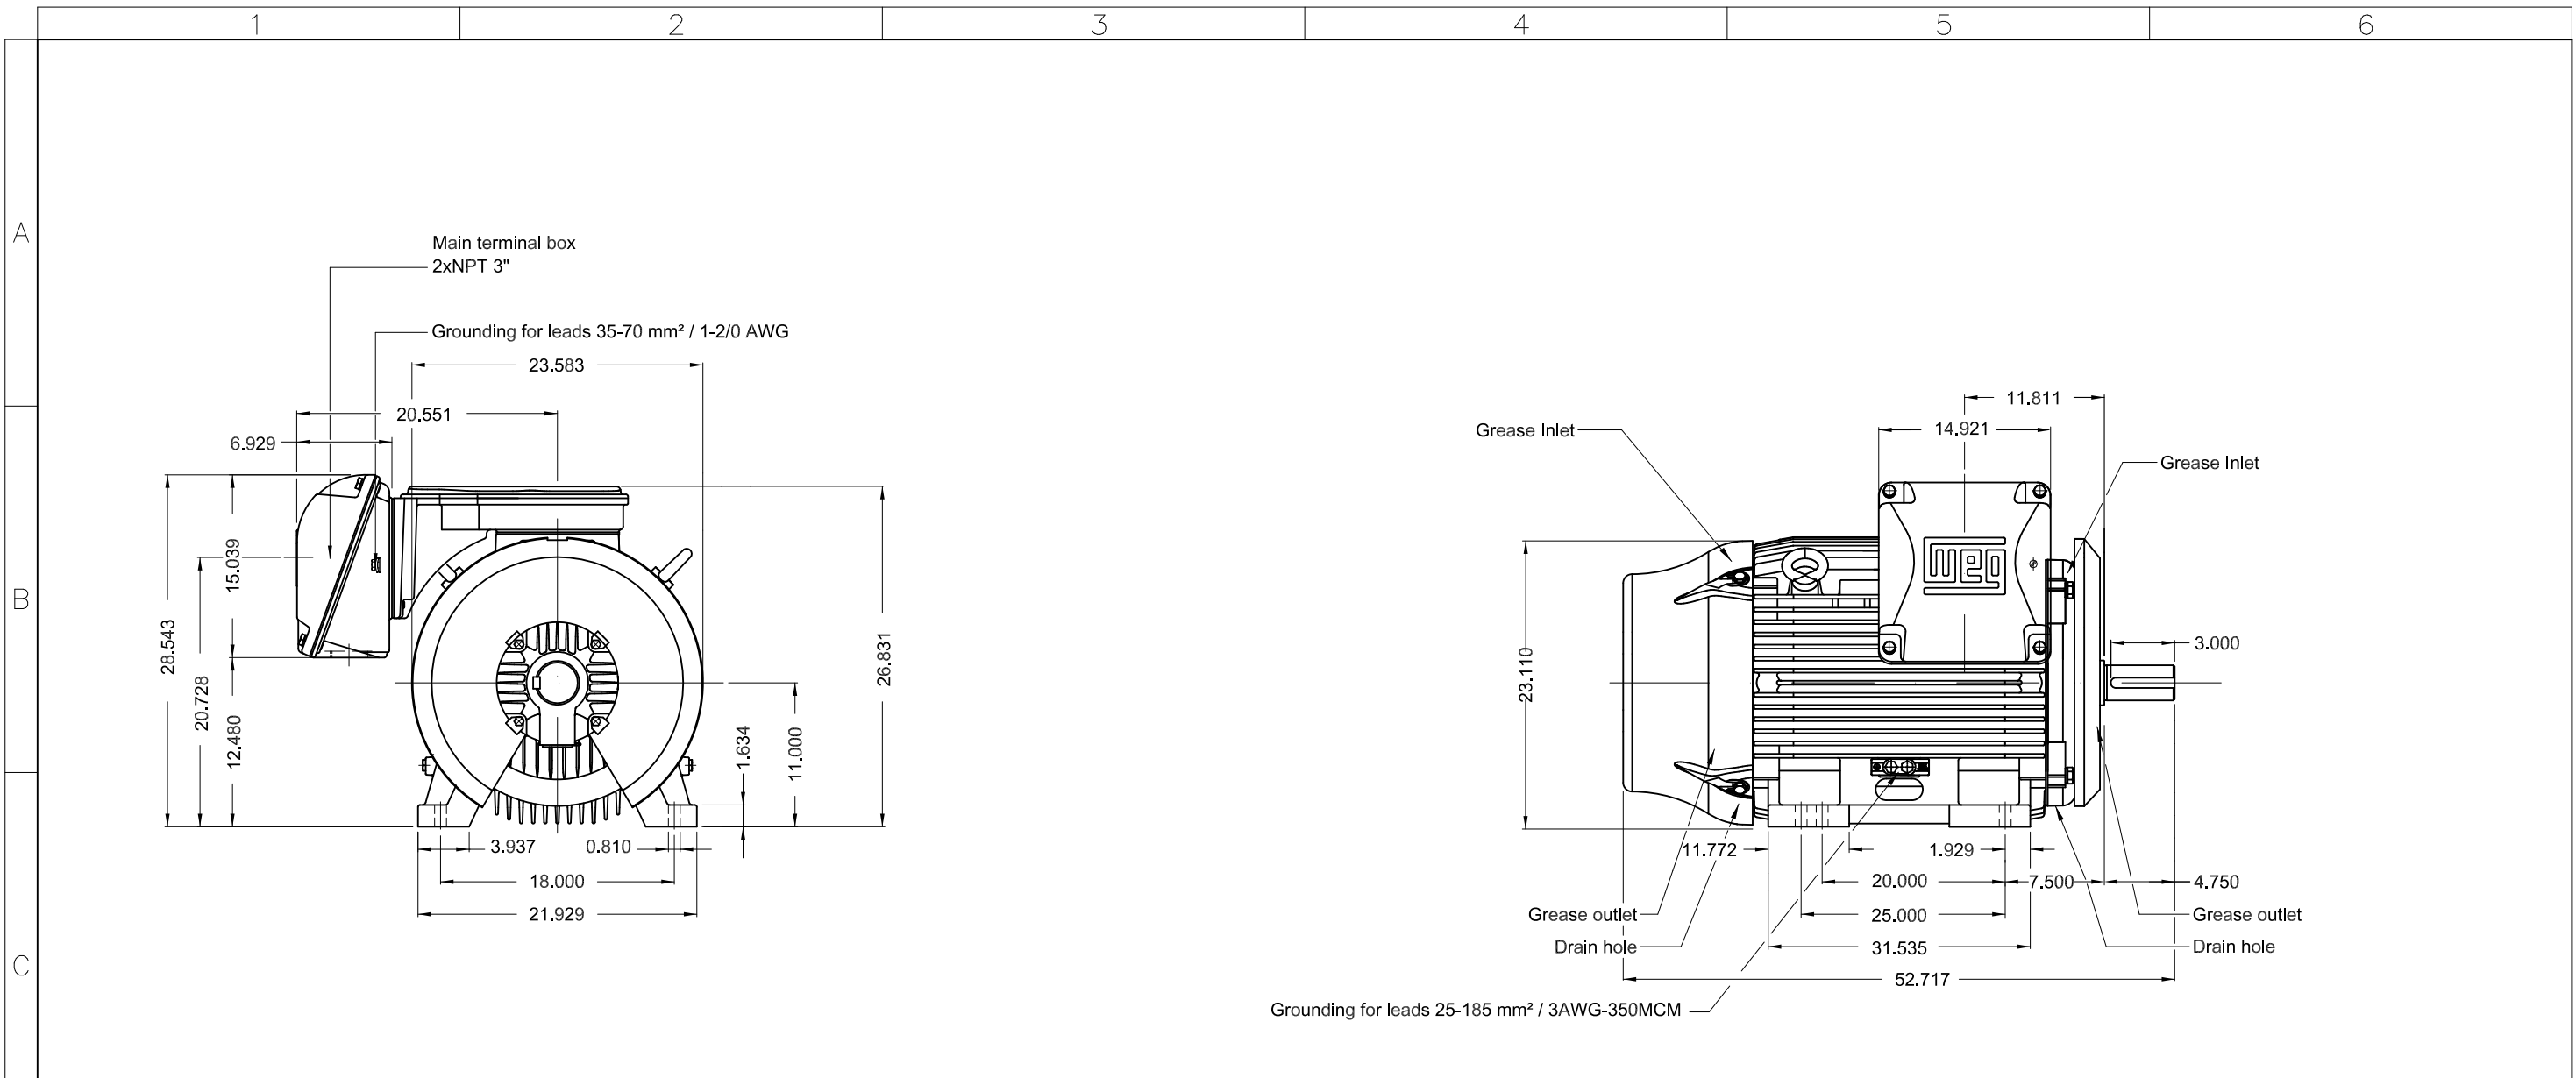 1 2 3 4 5 6
A
Main terminal box
2xNPT 3"
Grounding for leads 35-70 mm² / 1-2/0 AWG
23.583
20.551
6.929
28.543
20.728
15.039
12.480
26.831
11.000
1.634
3.937
0.810
18.000
21.929
B
C
Grease Inlet
11.811
14.921
Grease Inlet
weg
23.110
3.000
11.772
1.929
20.000
7.500
4.750
25.000
31.535
52.717
Grease outlet
Drain hole
Grease outlet
Drain hole
Grounding for leads 25-185 mm² / 3AWG-350MCM